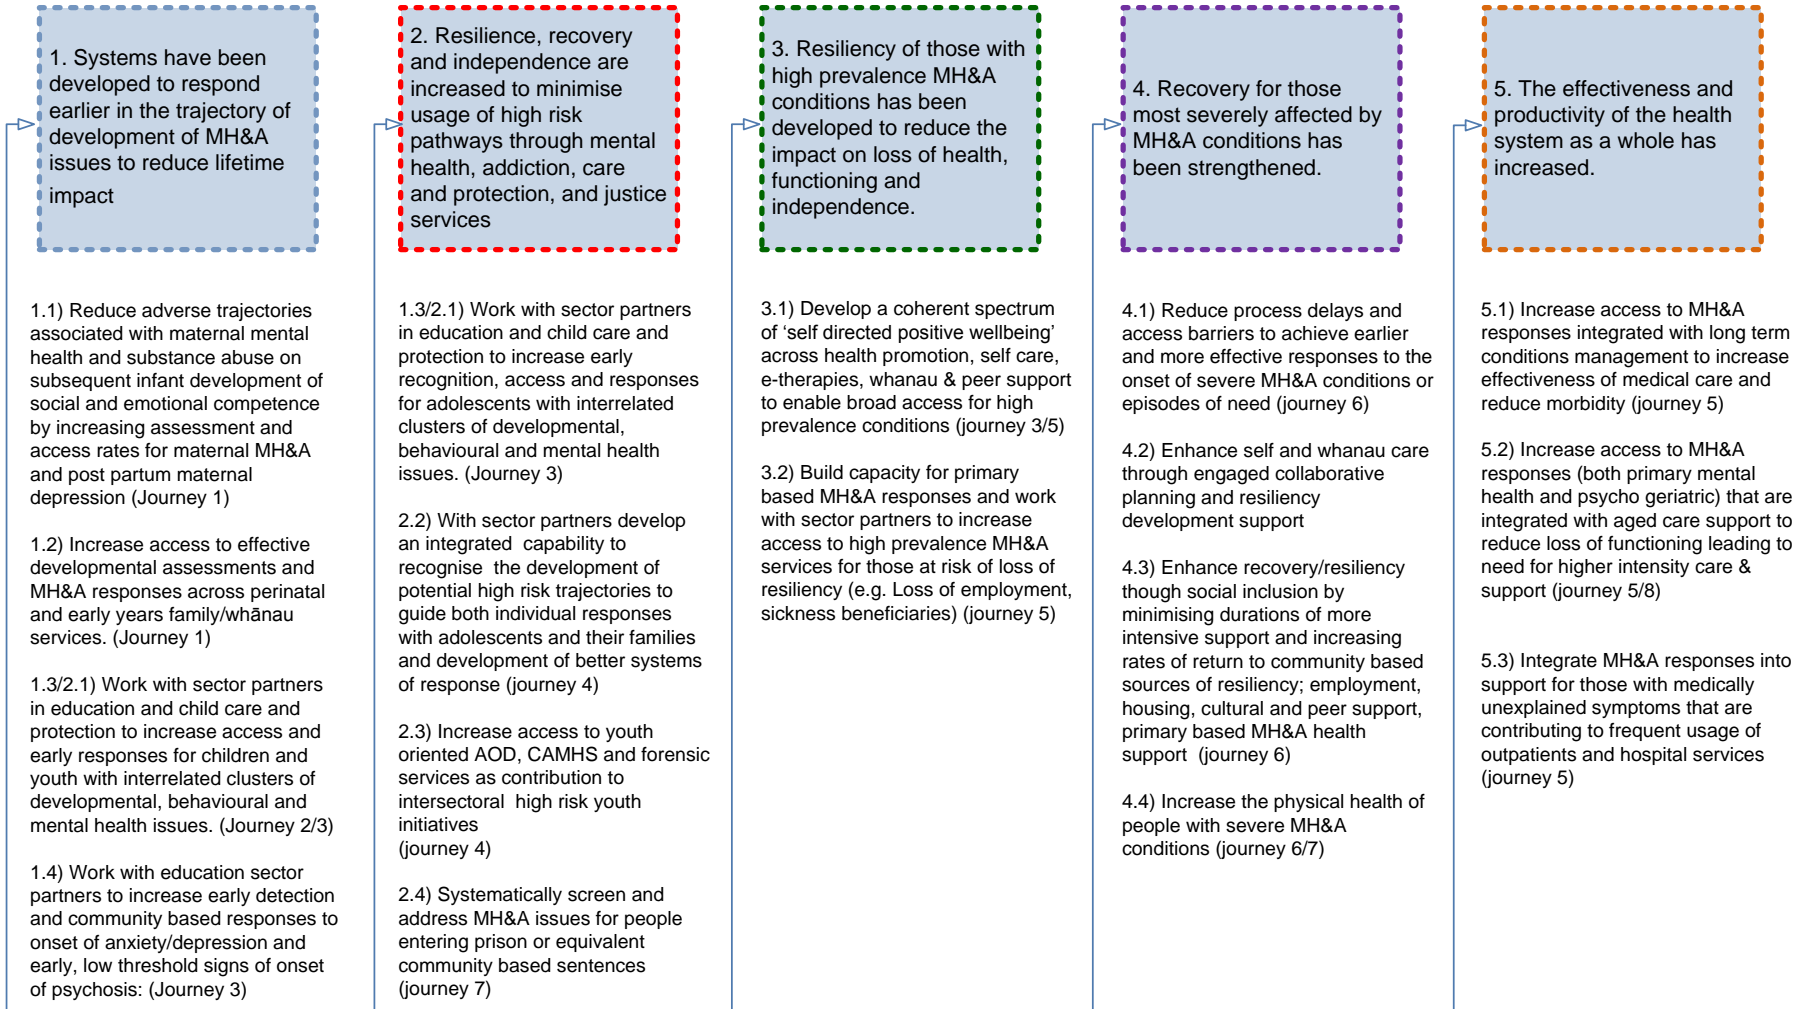 1. Systems have been
developed to respond
earlier in the trajectory of
development of MH&A
issues to reduce lifetime
impact
2. Resilience, recovery
and independence are
increased to minimise
usage of high risk
pathways through mental
health, addiction, care
and protection, and justice
services
3. Resiliency of those with
high prevalence MH&A
conditions has been
developed to reduce the
impact on loss of health,
functioning and
independence.
4. Recovery for those
most severely affected by
MH&A conditions has
been strengthened.
5. The effectiveness and
productivity of the health
system as a whole has
increased.
1.1) Reduce adverse trajectories
associated with maternal mental
health and substance abuse on
subsequent infant development of
social and emotional competence
by increasing assessment and
access rates for maternal MH&A
and post partum maternal
depression (Journey 1)
1.2) Increase access to effective
developmental assessments and
MH&A responses across perinatal
and early years family/whānau
services. (Journey 1)
1.3/2.1) Work with sector partners
in education and child care and
protection to increase access and
early responses for children and
youth with interrelated clusters of
developmental, behavioural and
mental health issues. (Journey 2/3)
1.4) Work with education sector
partners to increase early detection
and community based responses to
onset of anxiety/depression and
early, low threshold signs of onset
of psychosis: (Journey 3)
1.3/2.1) Work with sector partners
in education and child care and
protection to increase early
recognition, access and responses
for adolescents with interrelated
clusters of developmental,
behavioural and mental health
issues. (Journey 3)
2.2) With sector partners develop
an integrated  capability to
recognise  the development of
potential high risk trajectories to
guide both individual responses
with adolescents and their families
and development of better systems
of response (journey 4)
2.3) Increase access to youth
oriented AOD, CAMHS and forensic
services as contribution to
intersectoral  high risk youth
initiatives
(journey 4)
2.4) Systematically screen and
address MH&A issues for people
entering prison or equivalent
community based sentences
(journey 7)
3.1) Develop a coherent spectrum
of ‘self directed positive wellbeing’
across health promotion, self care,
e-therapies, whanau & peer support
to enable broad access for high
prevalence conditions (journey 3/5)
3.2) Build capacity for primary
based MH&A responses and work
with sector partners to increase
access to high prevalence MH&A
services for those at risk of loss of
resiliency (e.g. Loss of employment,
sickness beneficiaries) (journey 5)
4.1) Reduce process delays and
access barriers to achieve earlier
and more effective responses to the
onset of severe MH&A conditions or
episodes of need (journey 6)
4.2) Enhance self and whanau care
through engaged collaborative
planning and resiliency
development support
4.3) Enhance recovery/resiliency
though social inclusion by
minimising durations of more
intensive support and increasing
rates of return to community based
sources of resiliency; employment,
housing, cultural and peer support,
primary based MH&A health
support  (journey 6)
4.4) Increase the physical health of
people with severe MH&A
conditions (journey 6/7)
5.1) Increase access to MH&A
responses integrated with long term
conditions management to increase
effectiveness of medical care and
reduce morbidity (journey 5)
5.2) Increase access to MH&A
responses (both primary mental
health and psycho geriatric) that are
integrated with aged care support to
reduce loss of functioning leading to
need for higher intensity care &
support (journey 5/8)
5.3) Integrate MH&A responses into
support for those with medically
unexplained symptoms that are
contributing to frequent usage of
outpatients and hospital services
(journey 5)